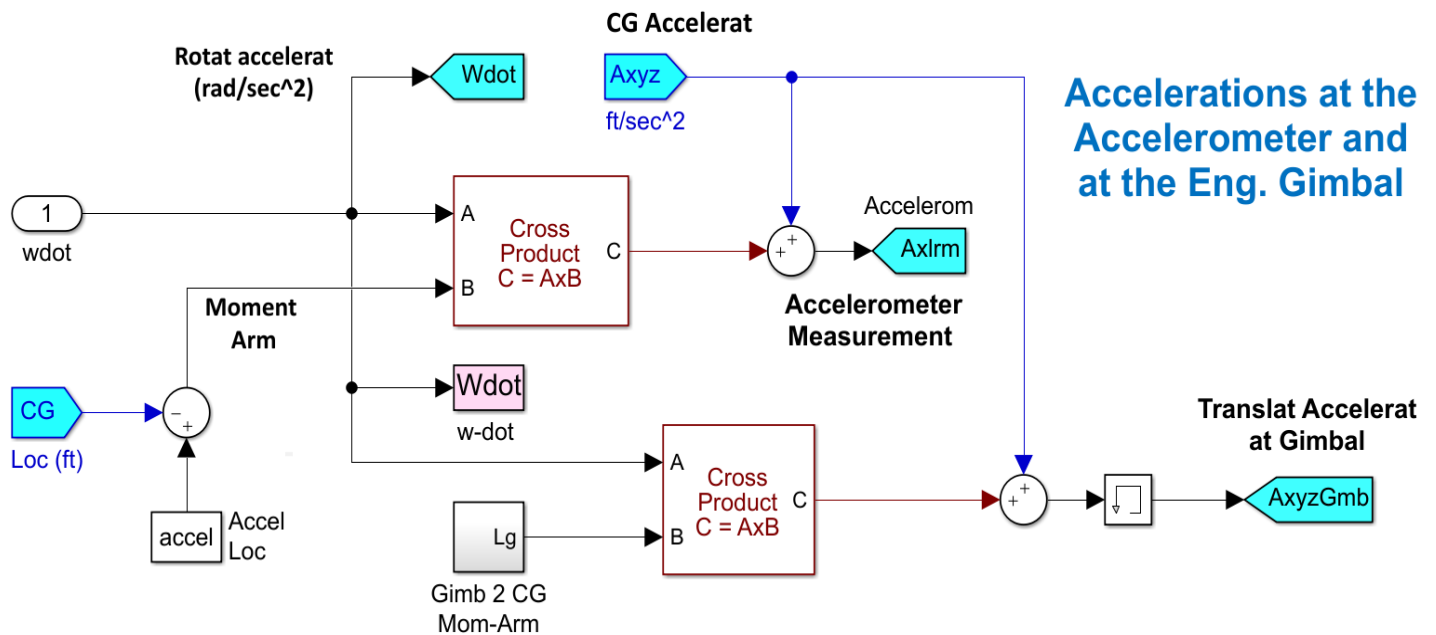 CG Accelerat
Rotat accelerat
(rad/sec^2)
Wdot
Axyz
ft/sec^2
Accelerations at the
Accelerometer and
at the Eng. Gimbal
1
wdot
A
B
Cross
Product
C = AxB
C
+
+
Accelerom
Axlrm
Accelerometer
Measurement
Moment
Arm
CG
Loc (ft)
−
+
accel
Accel
Loc
Wdot
w-dot
Lg
Gimb 2 CG
Mom-Arm
A
B
Cross
Product
C = AxB
C
+
+
Translat Accelerat
at Gimbal
AxyzGmb